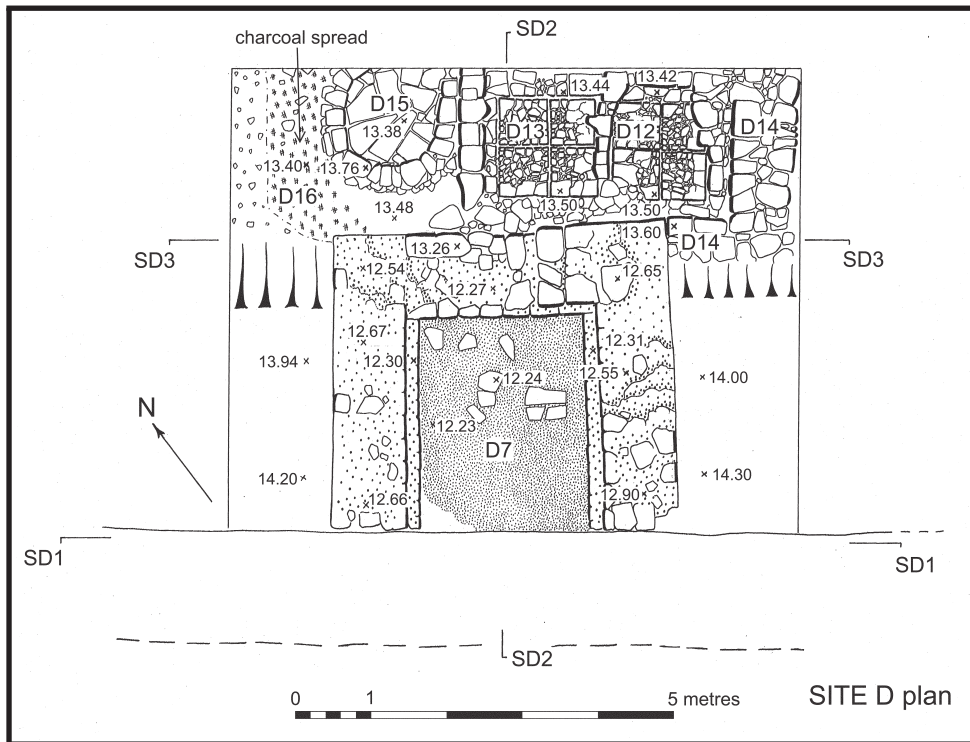 SD2
charcoal spread
13.42
13.44
D15
13.38
D13
D12
D14
13.40
13.76
D16
13.48
13.50
13.50
13.60
D14
SD3
SD3
13.26
12.54
12.27
12.65
12.67
12.30
12.31
13.94
12.24
12.55
14.00
N
12.23
D7
14.20
14.30
12.66
12.90
SD1
SD1
SD2
0 1 5 metres
SITE D plan